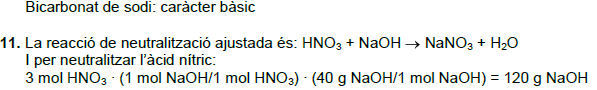 Bicarbonat de sodi: caràcter bàsic
11. La reacció de neutralització ajustada és: HNO₃ + NaOH → NaNO₃ + H₂O
I per neutralitzar l'àcid nítric:
3 mol HNO₃ · (1 mol NaOH/1 mol HNO₃) · (40 g NaOH/1 mol NaOH) = 120 g NaOH